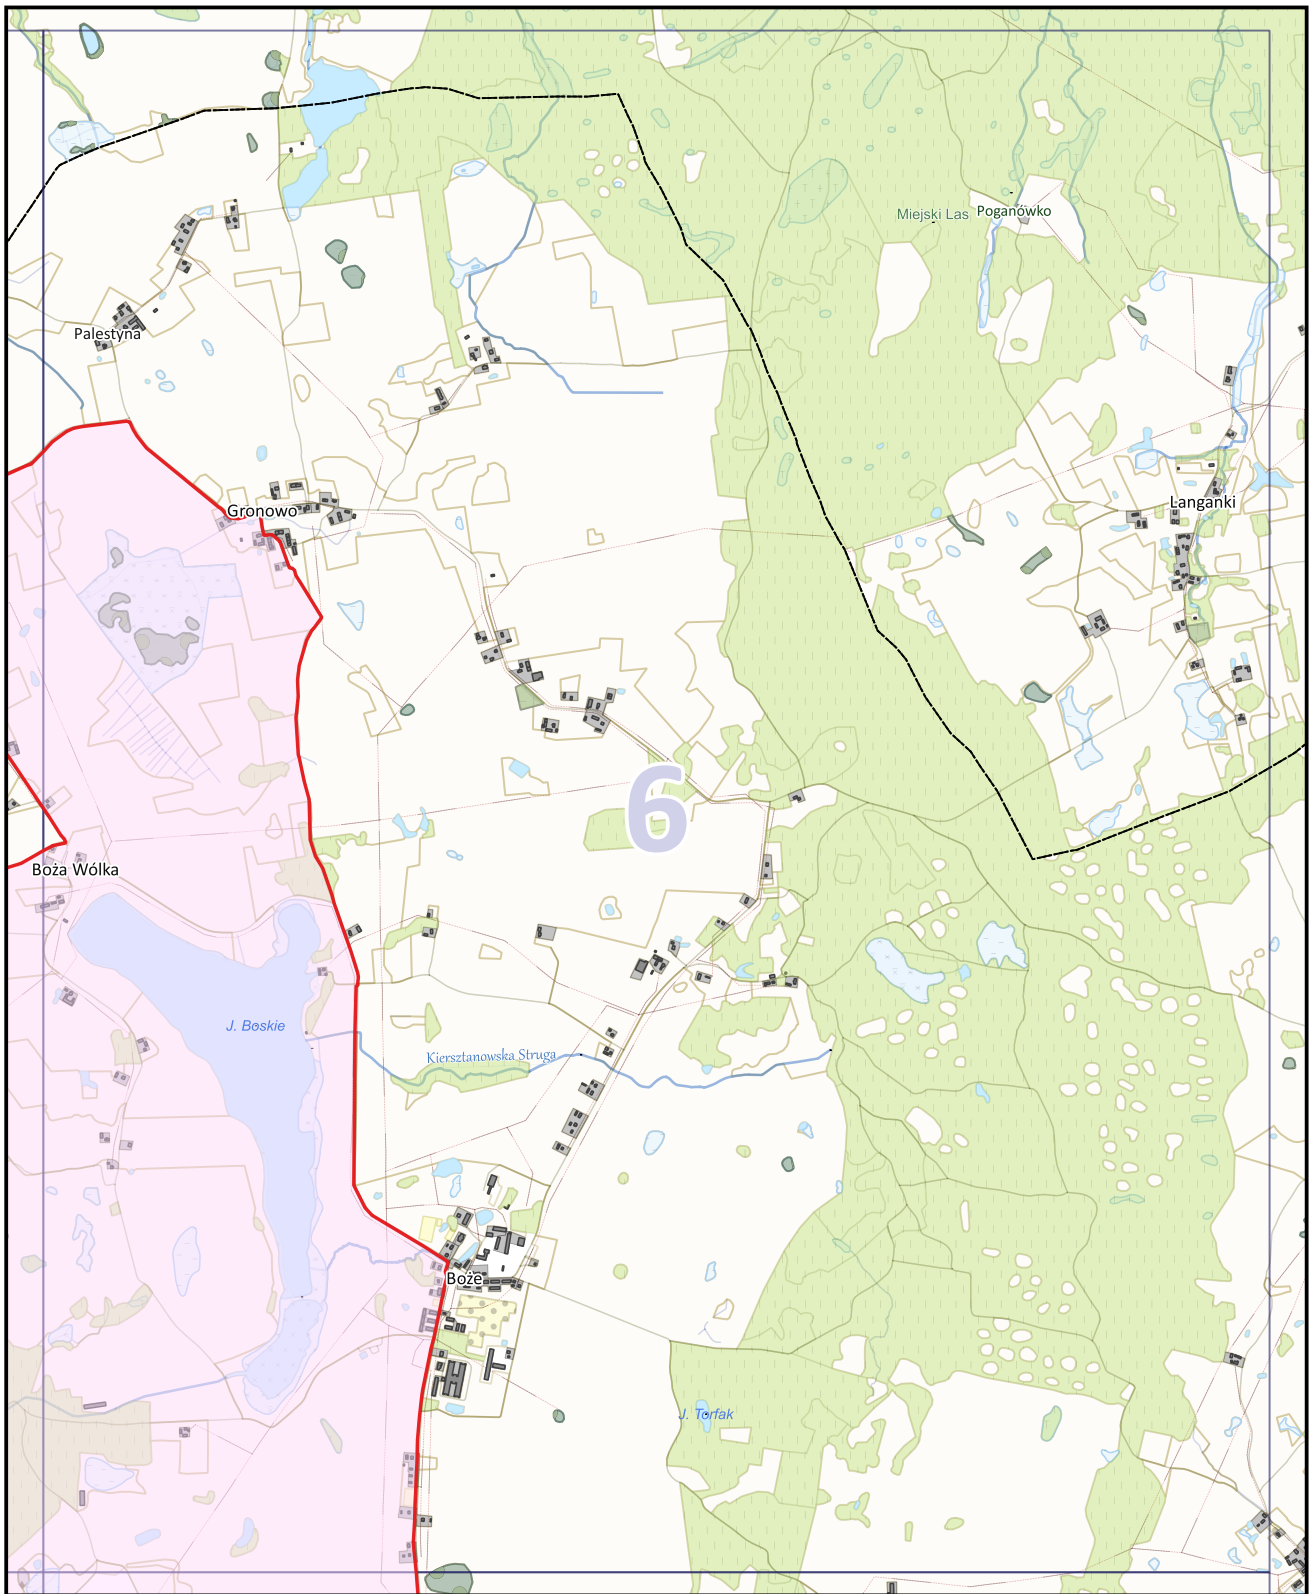 Miejski Las
Poganówko
Palestyna
Langanki
Gronowo
6
Boża Wólka
J. Boskie
Kiersztanowska Struga
Boże
J. Torfak